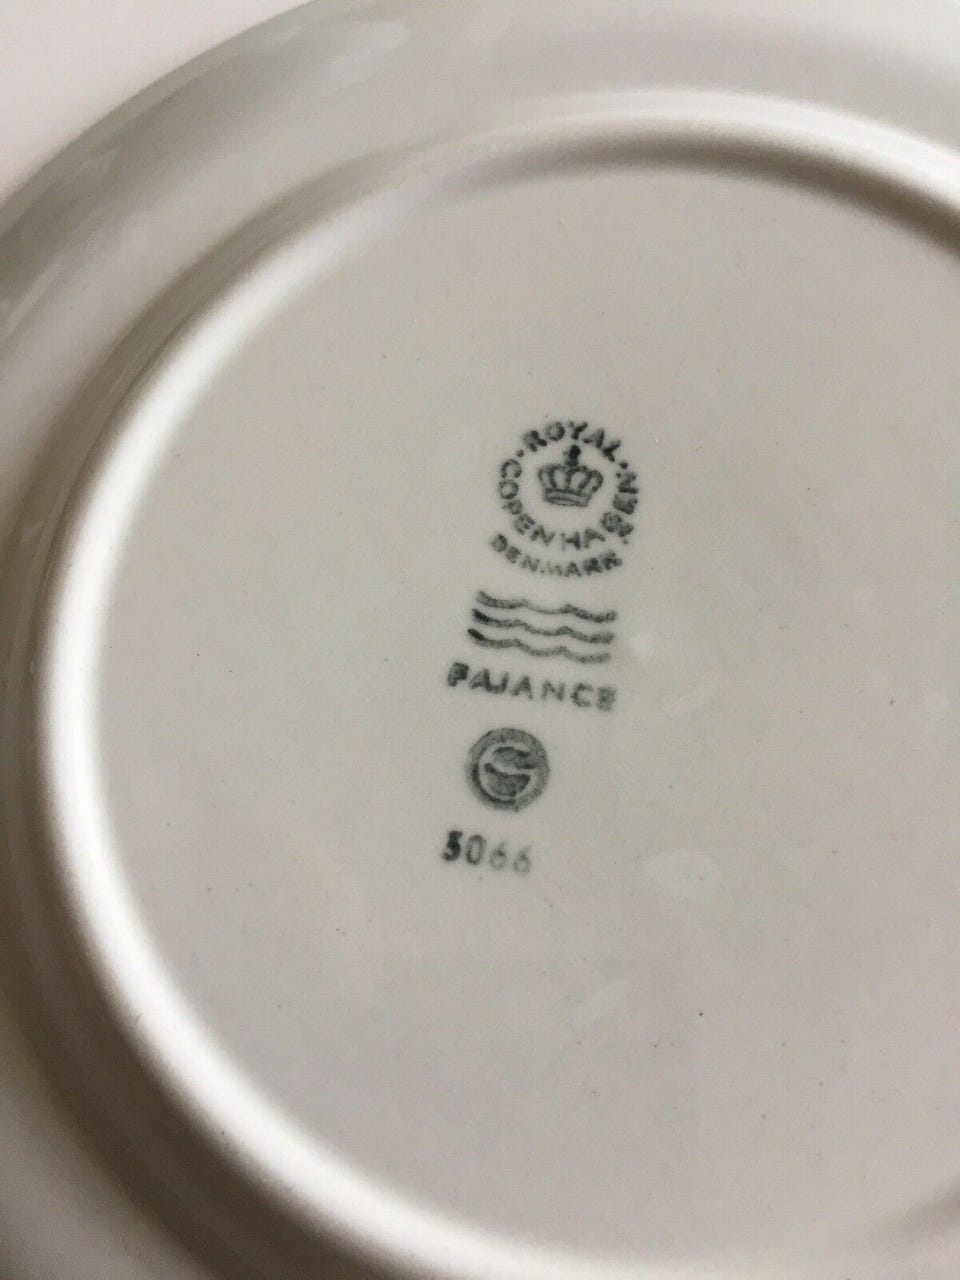 ROYAL
COPENHAGEN
DENMARK
FAJANCE
5066